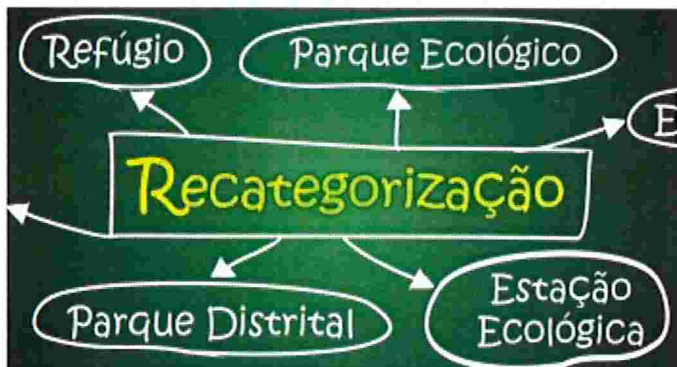 Refúgio
Parque Ecológico
E
Recategorização
Parque Distrital
Estação
Ecológica